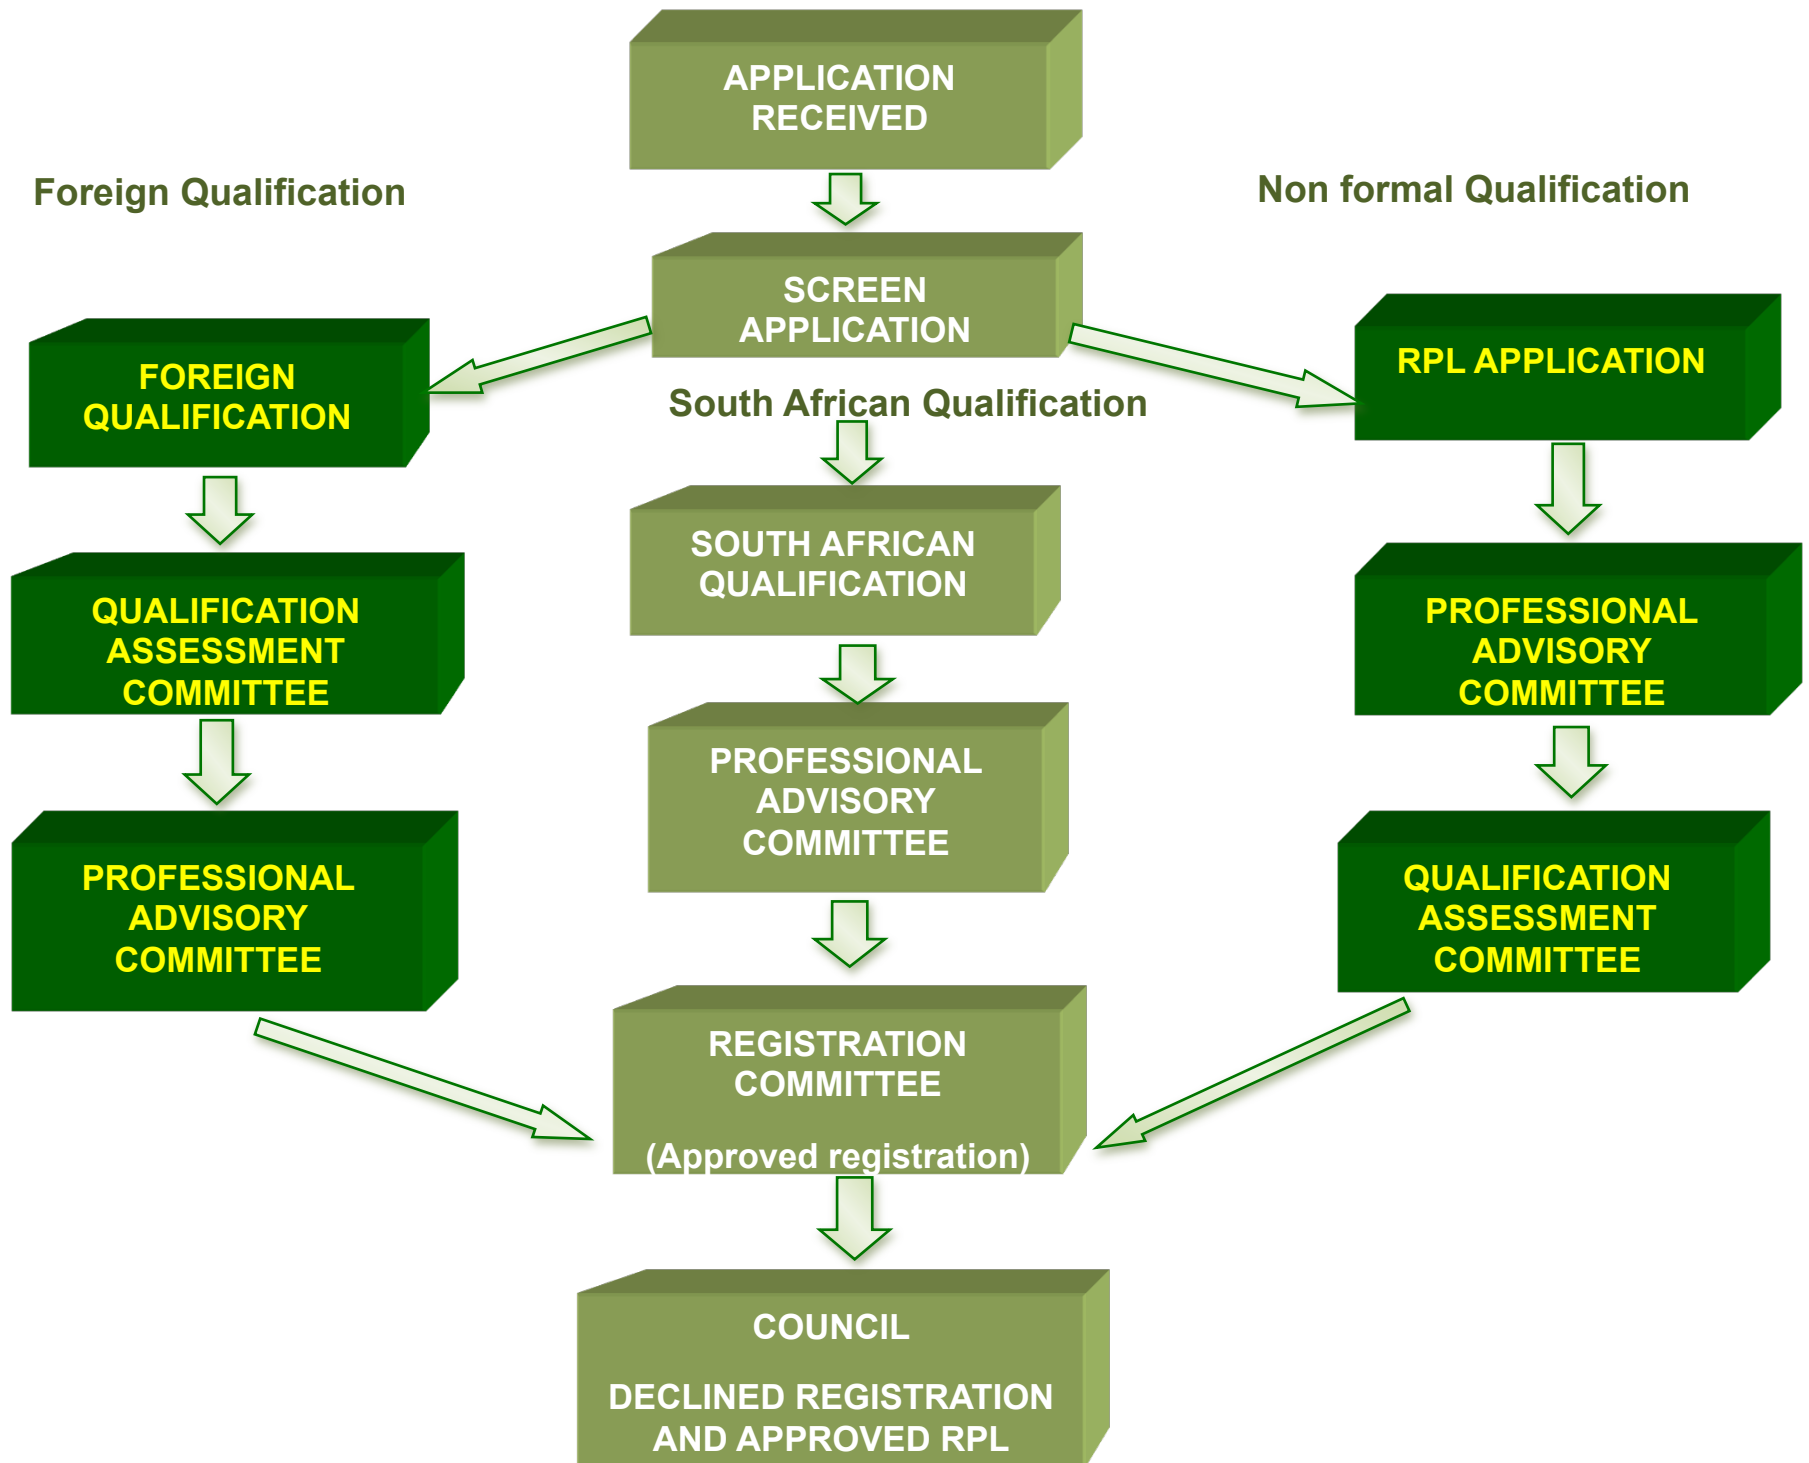 APPLICATION
RECEIVED
Foreign Qualification
Non formal Qualification
SCREEN
APPLICATION
FOREIGN
QUALIFICATION
RPL APPLICATION
South African Qualification
SOUTH AFRICAN
QUALIFICATION
QUALIFICATION
ASSESSMENT
COMMITTEE
PROFESSIONAL
ADVISORY
COMMITTEE
PROFESSIONAL
ADVISORY
COMMITTEE
PROFESSIONAL
ADVISORY
COMMITTEE
QUALIFICATION
ASSESSMENT
COMMITTEE
REGISTRATION
COMMITTEE
(Approved registration)
COUNCIL
DECLINED REGISTRATION
AND APPROVED RPL